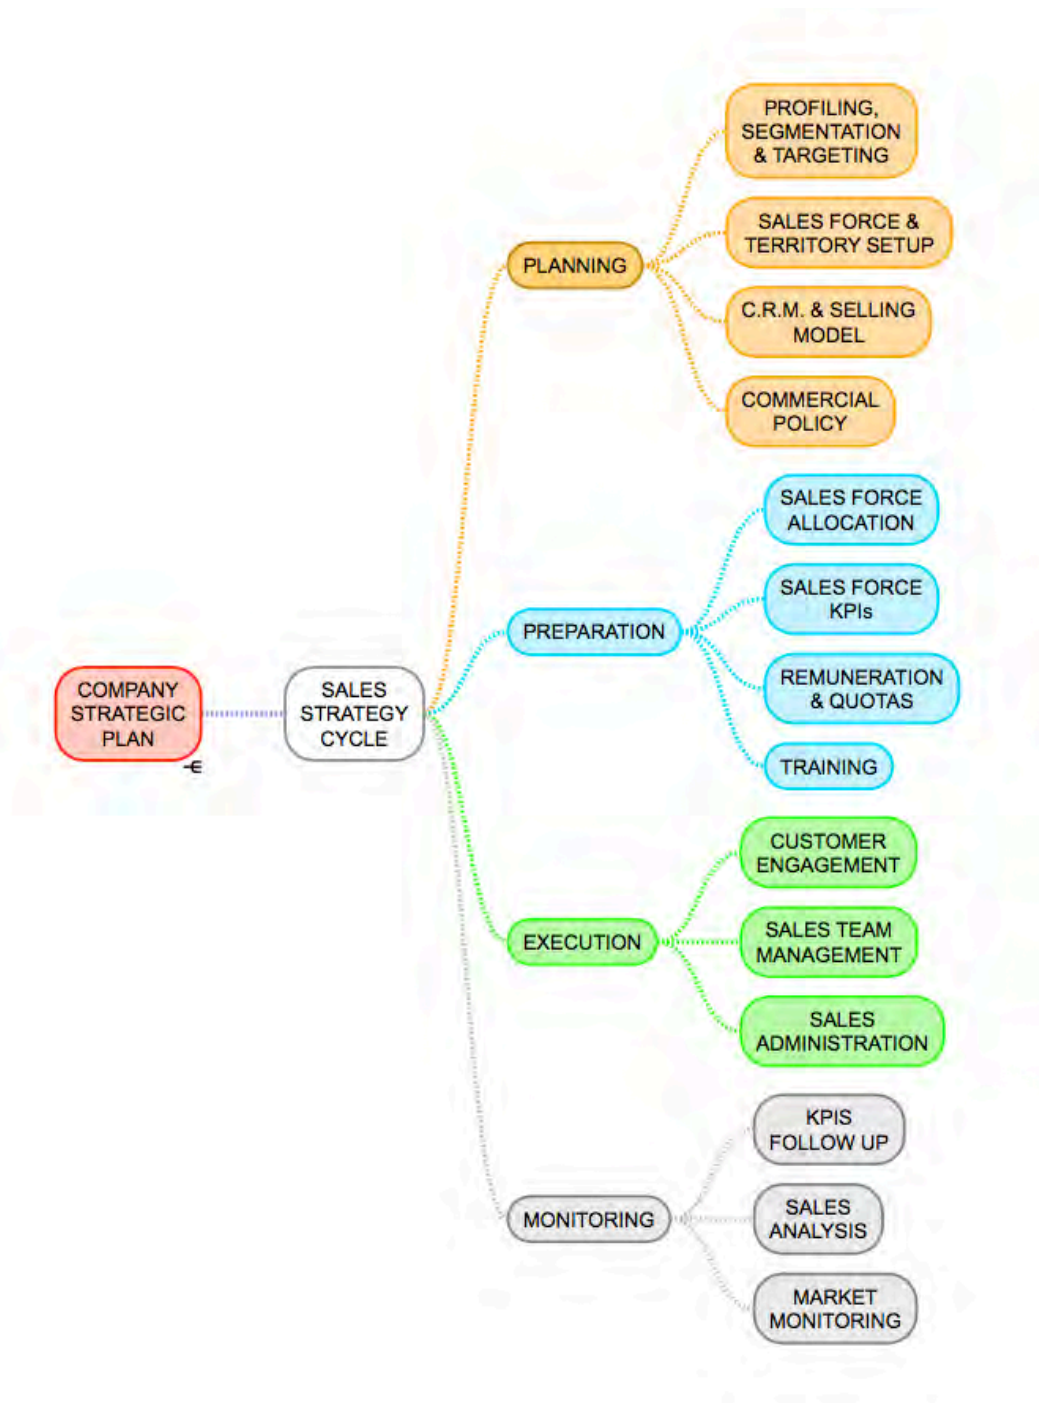 COMPANY
STRATEGIC
PLAN
SALES
STRATEGY
CYCLE
PLANNING
PROFILING,
SEGMENTATION
& TARGETING
SALES FORCE &
TERRITORY SETUP
C.R.M. & SELLING
MODEL
COMMERCIAL
POLICY
PREPARATION
SALES FORCE
ALLOCATION
SALES FORCE
KPIs
REMUNERATION
& QUOTAS
TRAINING
EXECUTION
CUSTOMER
ENGAGEMENT
SALES TEAM
MANAGEMENT
SALES
ADMINISTRATION
MONITORING
KPIS
FOLLOW UP
SALES
ANALYSIS
MARKET
MONITORING